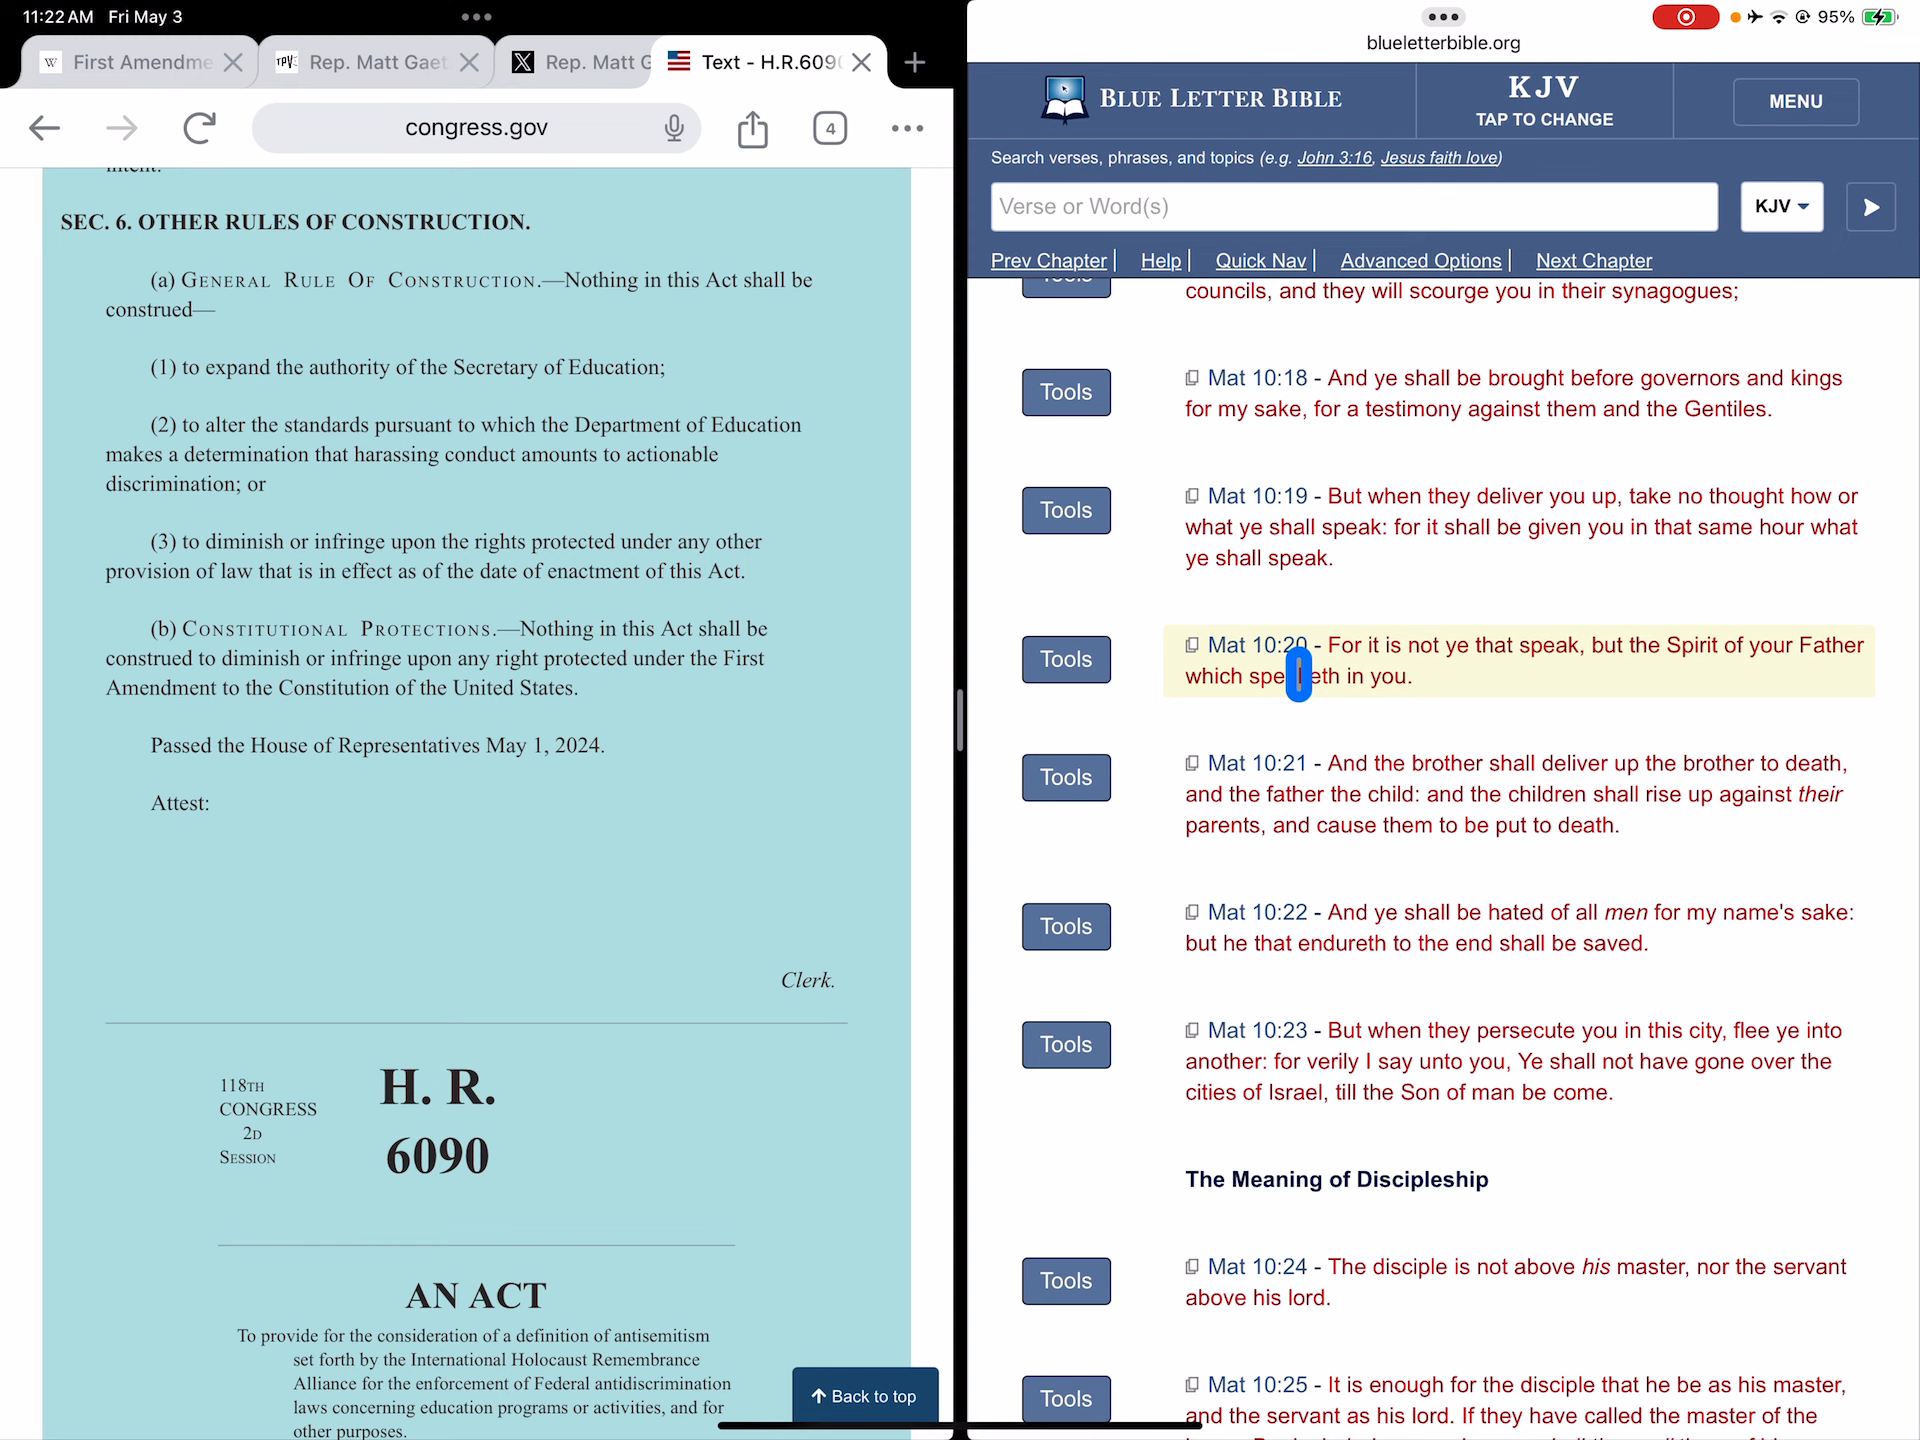 11:22 AM Fri May 3
95%
First Amendme
TPV
Rep. Matt Gaet
Rep. Matt G
Text - H.R.6090
congress.gov
4
intent.
SEC. 6. OTHER RULES OF CONSTRUCTION.
(a) GENERAL RULE OF CONSTRUCTION.—Nothing in this Act shall be
construed—
(1) to expand the authority of the Secretary of Education;
(2) to alter the standards pursuant to which the Department of Education
makes a determination that harassing conduct amounts to actionable
discrimination; or
(3) to diminish or infringe upon the rights protected under any other
provision of law that is in effect as of the date of enactment of this Act.
(b) CONSTITUTIONAL PROTECTIONS.—Nothing in this Act shall be
construed to diminish or infringe upon any right protected under the First
Amendment to the Constitution of the United States.
Passed the House of Representatives May 1, 2024.
Attest:
Clerk.
118TH
CONGRESS
2D
SESSION
H. R.
6090
AN ACT
To provide for the consideration of a definition of antisemitism
set forth by the International Holocaust Remembrance
Alliance for the enforcement of Federal antidiscrimination
laws concerning education programs or activities, and for
other purposes.
Back to top
blueletterbible.org
BLUE LETTER BIBLE
KJV
TAP TO CHANGE
MENU
Search verses, phrases, and topics (e.g. John 3:16, Jesus faith love)
Verse or Word(s)
KJV
Prev Chapter | Help | Quick Nav | Advanced Options | Next Chapter
Tools
councils, and they will scourge you in their synagogues;
Tools
Mat 10:18 - And ye shall be brought before governors and kings
for my sake, for a testimony against them and the Gentiles.
Tools
Mat 10:19 - But when they deliver you up, take no thought how or
what ye shall speak: for it shall be given you in that same hour what
ye shall speak.
Tools
Mat 10:20 - For it is not ye that speak, but the Spirit of your Father
which spe eth in you.
Tools
Mat 10:21 - And the brother shall deliver up the brother to death,
and the father the child: and the children shall rise up against their
parents, and cause them to be put to death.
Tools
Mat 10:22 - And ye shall be hated of all men for my name's sake:
but he that endureth to the end shall be saved.
Tools
Mat 10:23 - But when they persecute you in this city, flee ye into
another: for verily I say unto you, Ye shall not have gone over the
cities of Israel, till the Son of man be come.
The Meaning of Discipleship
Tools
Mat 10:24 - The disciple is not above his master, nor the servant
above his lord.
Tools
Mat 10:25 - It is enough for the disciple that he be as his master,
and the servant as his lord. If they have called the master of the